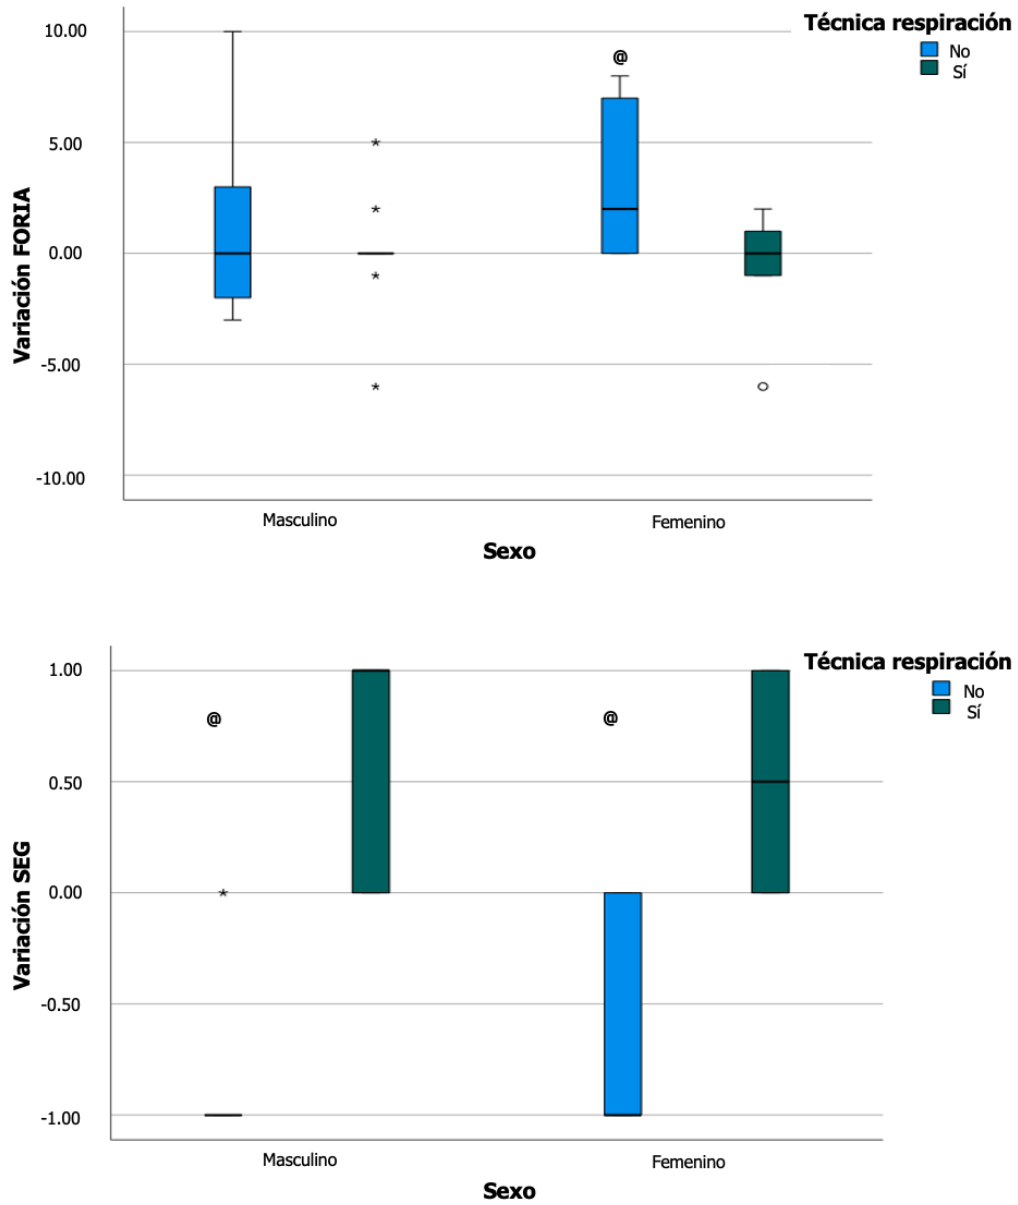 Técnica respiración
No
Sí
10.00
5.00
0.00
-5.00
-10.00
Variación FORIA
@
*
*
*
*
Masculino
Femenino
Sexo
Técnica respiración
No
Sí
1.00
0.50
0.00
-0.50
-1.00
Variación SEG
@
@
*
Masculino
Femenino
Sexo